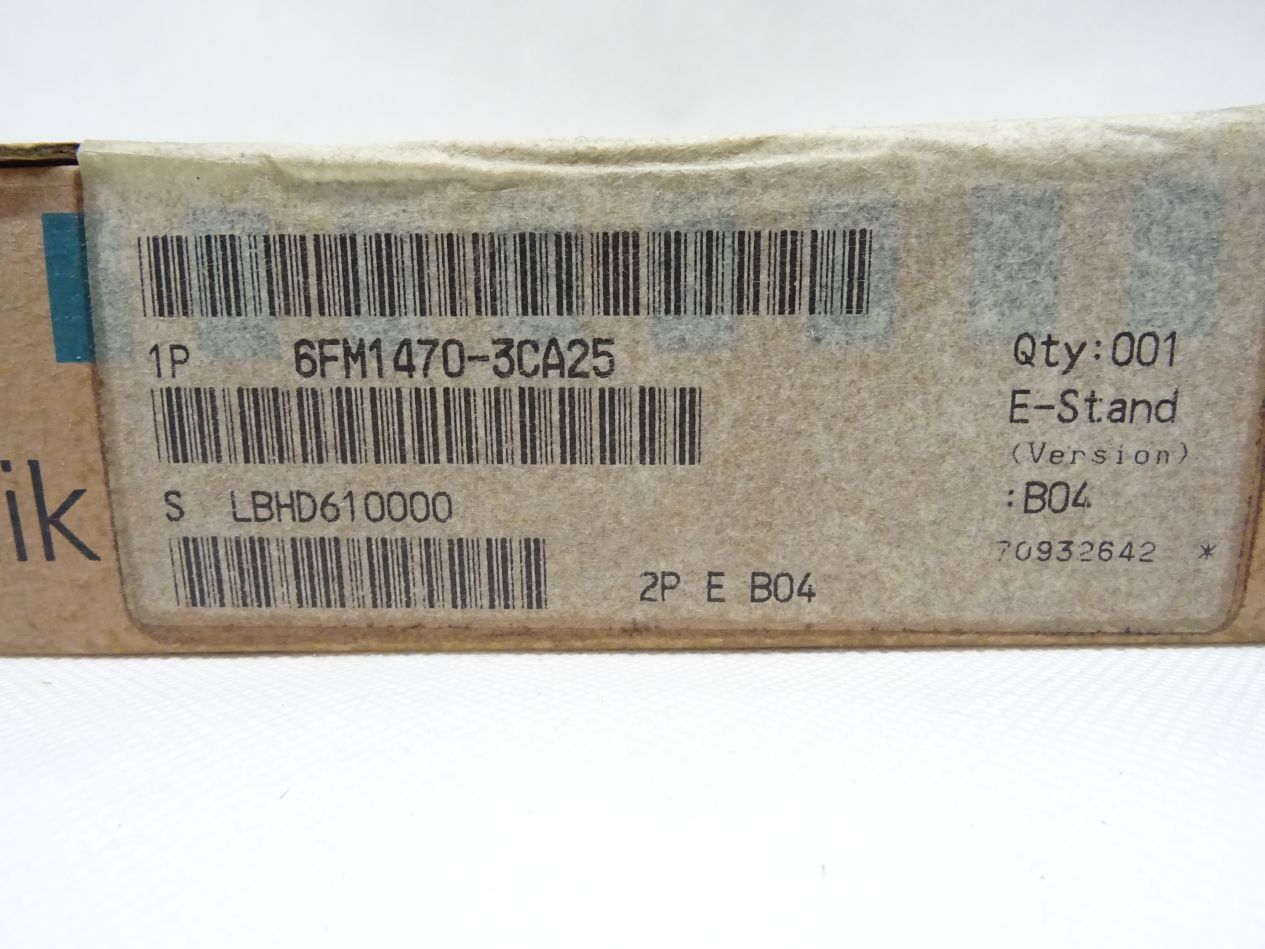 1P 6FM1470-3CA25
Qty:001
E-Stand
(Version)
S LBHD610000
:B04
70932642 *
2P E B04
ik